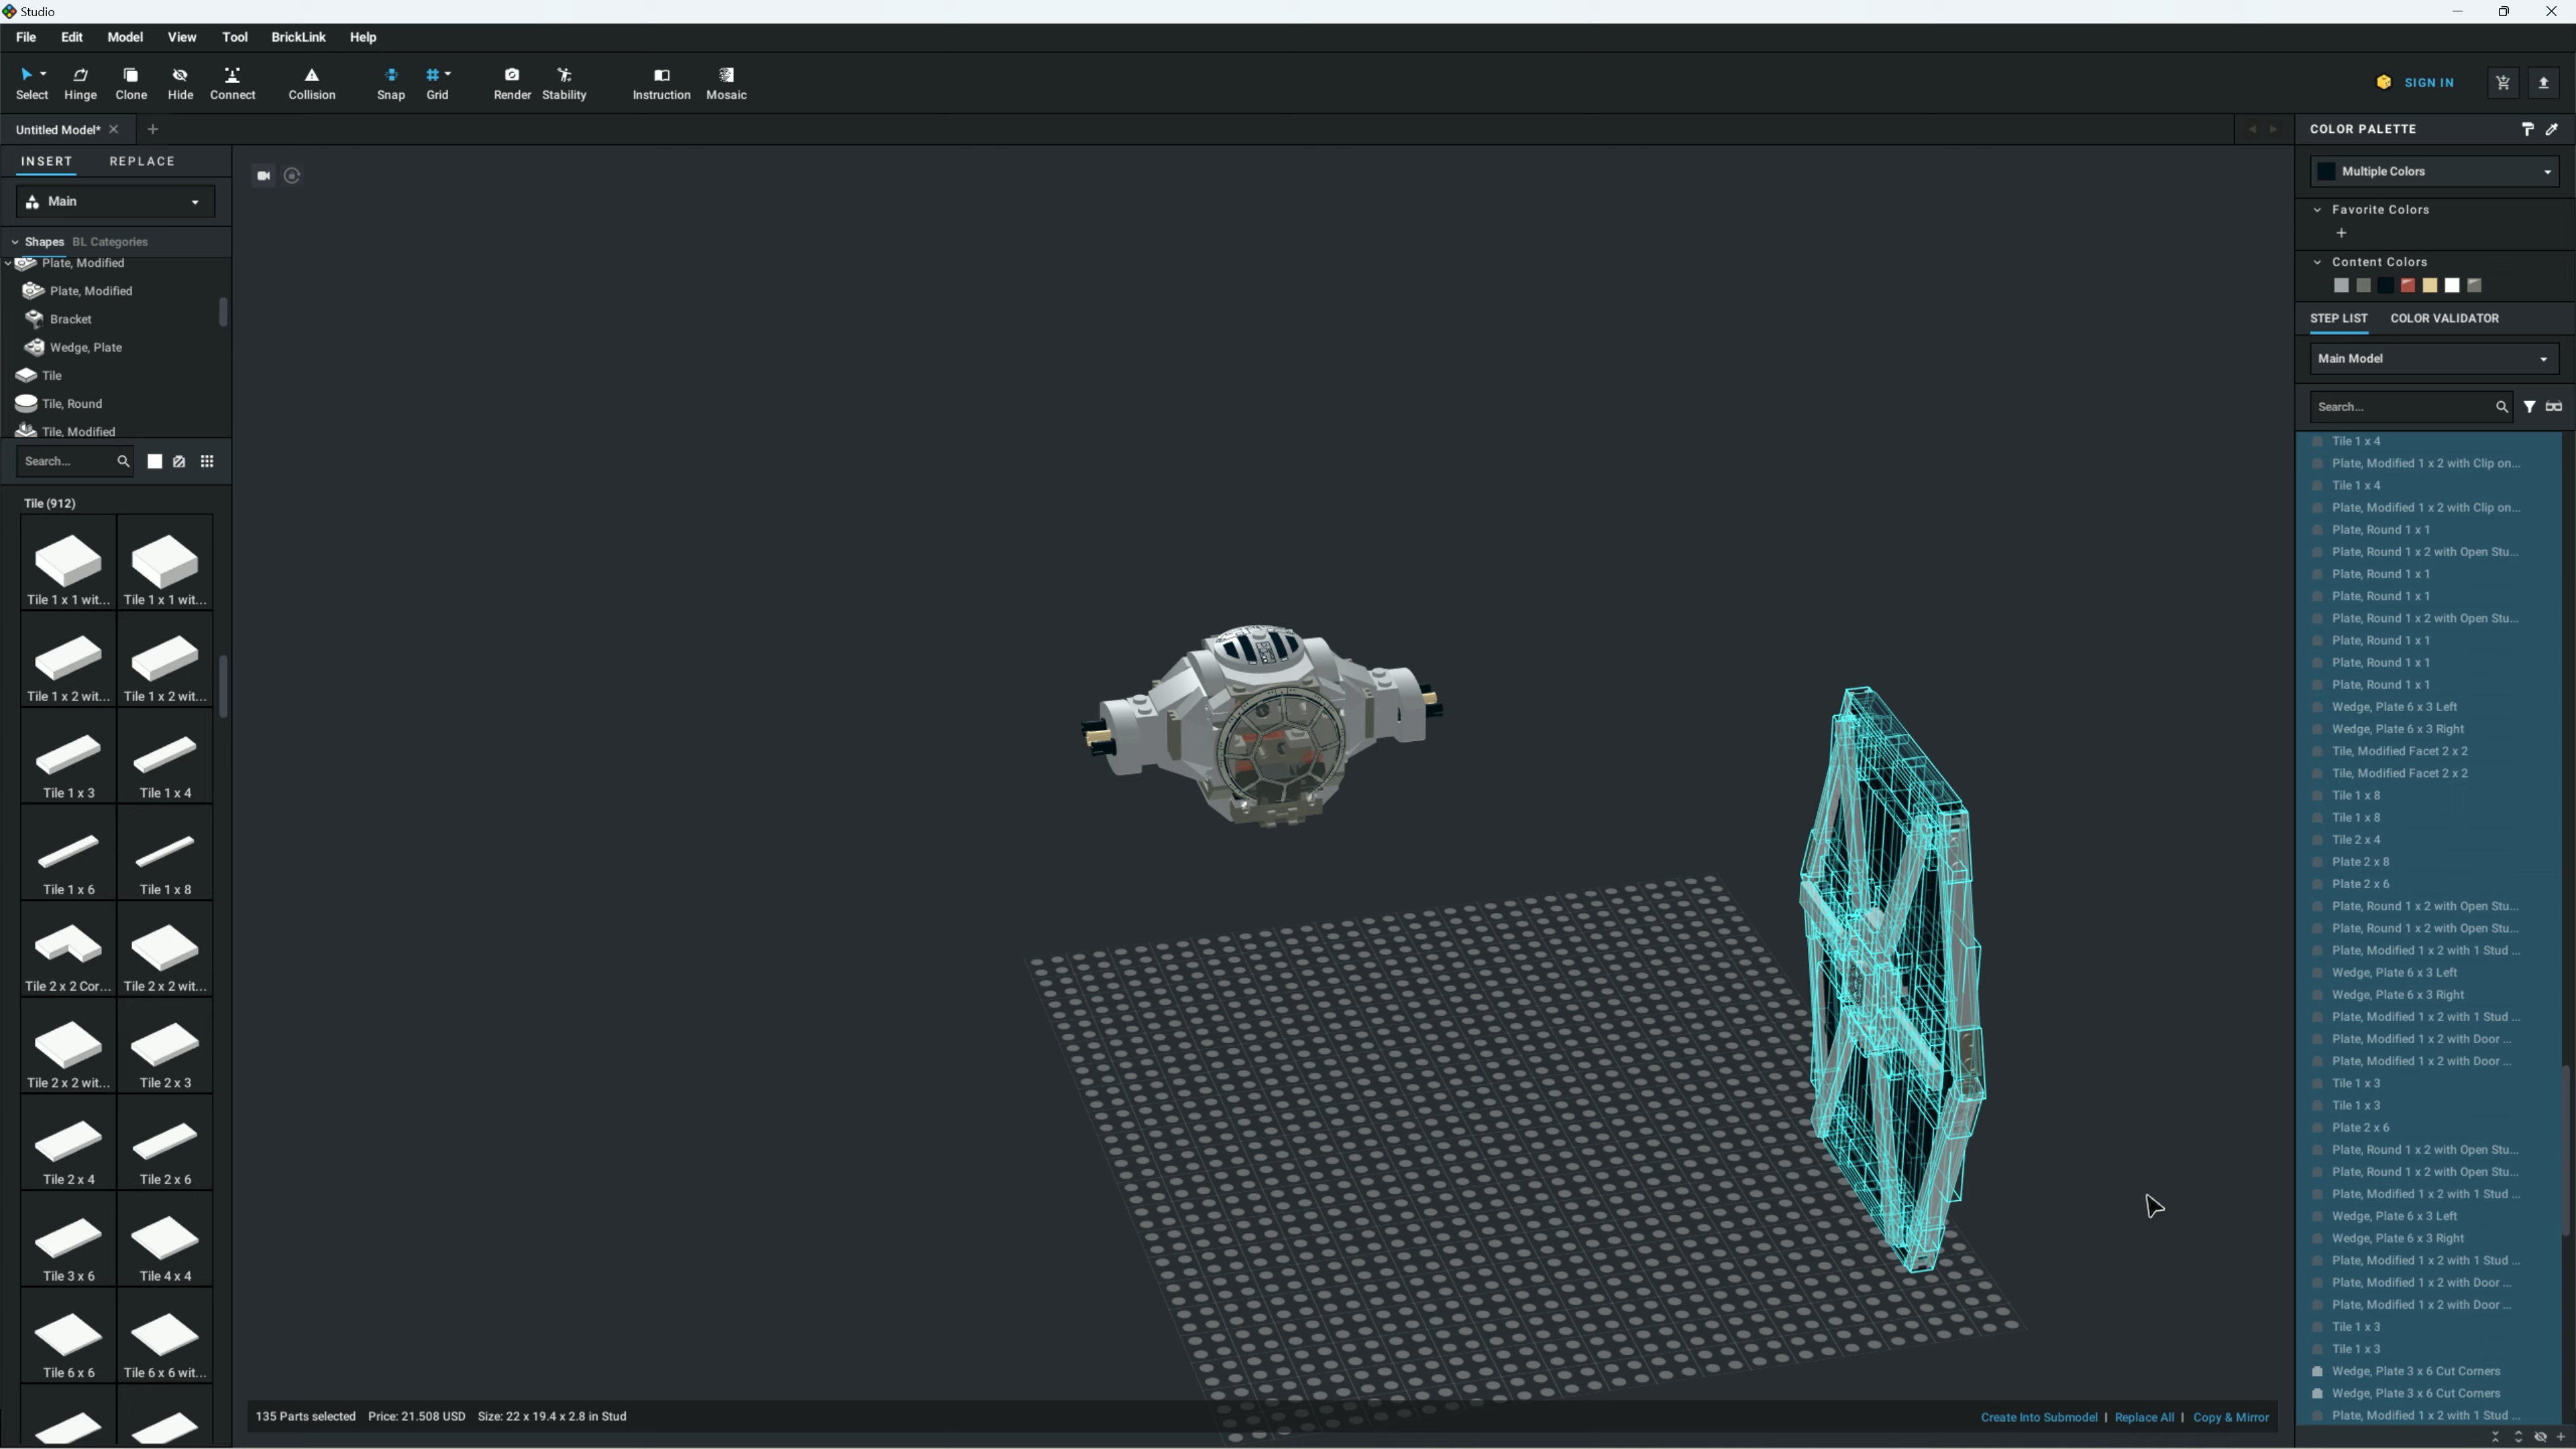 Studio
File Edit Model View Tool BrickLink Help
Select Hinge Clone Hide Connect Collision Snap Grid Render Stability Instruction Mosaic
SIGN IN
Untitled Model*
INSERT REPLACE
Main
Shapes BL Categories
Plate, Modified
Plate, Modified
Bracket
Wedge, Plate
Tile
Tile, Round
Tile, Modified
Search...
Tile (912)
Tile 1 x 1 wit... Tile 1 x 1 wit...
Tile 1 x 2 wit... Tile 1 x 2 wit...
Tile 1 x 3 Tile 1 x 4
Tile 1 x 6 Tile 1 x 8
Tile 2 x 2 Cor... Tile 2 x 2 wit...
Tile 2 x 2 wit... Tile 2 x 3
Tile 2 x 4 Tile 2 x 6
Tile 3 x 6 Tile 4 x 4
Tile 6 x 6 Tile 6 x 6 wit...
135 Parts selected Price: 21.508 USD Size: 22 x 19.4 x 2.8 in Stud
Create Into Submodel | Replace All | Copy & Mirror
COLOR PALETTE
Multiple Colors
Favorite Colors
Content Colors
STEP LIST COLOR VALIDATOR
Main Model
Search...
Tile 1 x 4
Plate, Modified 1 x 2 with Clip on...
Tile 1 x 4
Plate, Modified 1 x 2 with Clip on...
Plate, Round 1 x 1
Plate, Round 1 x 2 with Open Stu...
Plate, Round 1 x 1
Plate, Round 1 x 1
Plate, Round 1 x 2 with Open Stu...
Plate, Round 1 x 1
Plate, Round 1 x 1
Plate, Round 1 x 1
Wedge, Plate 6 x 3 Left
Wedge, Plate 6 x 3 Right
Tile, Modified Facet 2 x 2
Tile, Modified Facet 2 x 2
Tile 1 x 8
Tile 1 x 8
Tile 2 x 4
Plate 2 x 8
Plate 2 x 6
Plate, Round 1 x 2 with Open Stu...
Plate, Round 1 x 2 with Open Stu...
Plate, Modified 1 x 2 with 1 Stud ...
Wedge, Plate 6 x 3 Left
Wedge, Plate 6 x 3 Right
Plate, Modified 1 x 2 with 1 Stud ...
Plate, Modified 1 x 2 with Door ...
Plate, Modified 1 x 2 with Door ...
Tile 1 x 3
Tile 1 x 3
Plate 2 x 6
Plate, Round 1 x 2 with Open Stu...
Plate, Round 1 x 2 with Open Stu...
Plate, Modified 1 x 2 with 1 Stud ...
Wedge, Plate 6 x 3 Left
Wedge, Plate 6 x 3 Right
Plate, Modified 1 x 2 with 1 Stud ...
Plate, Modified 1 x 2 with Door ...
Plate, Modified 1 x 2 with Door ...
Tile 1 x 3
Tile 1 x 3
Wedge, Plate 3 x 6 Cut Corners
Wedge, Plate 3 x 6 Cut Corners
Plate, Modified 1 x 2 with 1 Stud ...